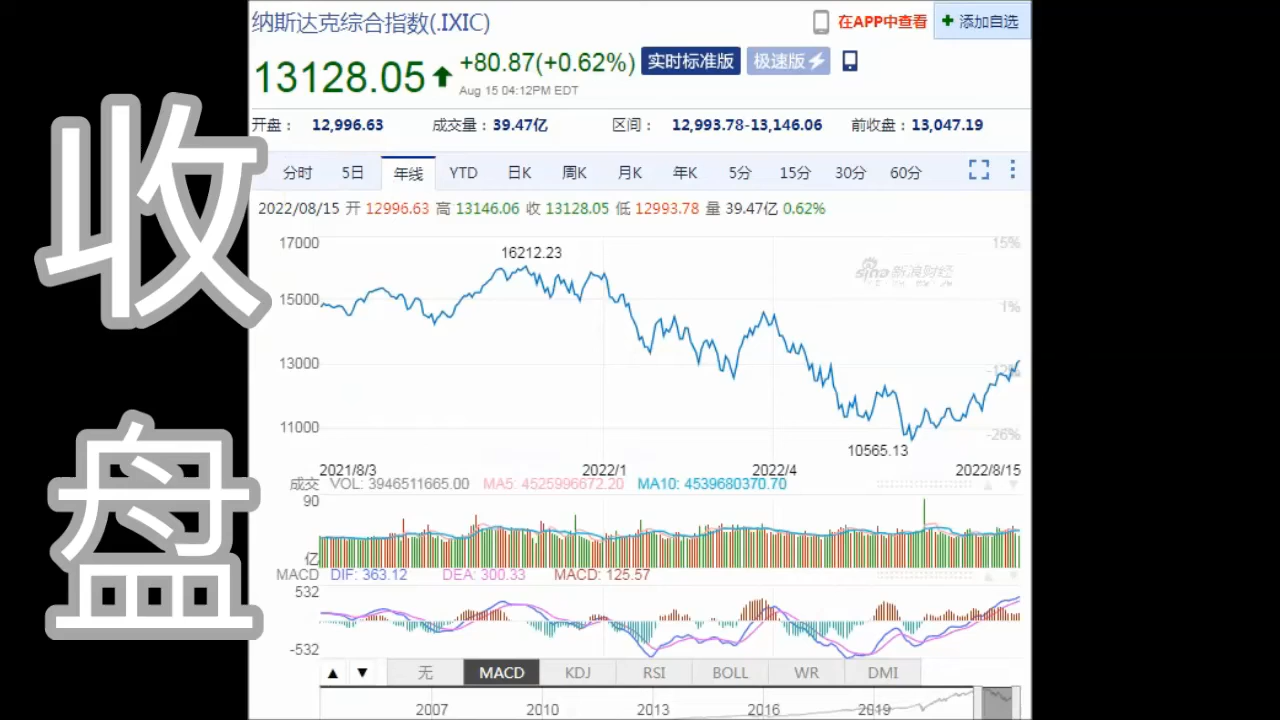 收
盘
纳斯达克综合指数(.IXIC)
在APP中查看
+ 添加自选
13128.05
+80.87(+0.62%)
实时标准版
极速版
Aug 15 04:12PM EDT
开盘： 12,996.63
成交量：39.47亿
区间： 12,993.78-13,146.06
前收盘：13,047.19
分时 5日 年线 YTD 日K 周K 月K 年K 5分 15分 30分 60分
2022/08/15 开 12996.63 高 13146.06 收 13128.05 低 12993.78 量 39.47亿 0.62%
17000 15%
16212.23
sina 新浪财经
15000 1%
13000 -12%
11000 -26%
10565.13
2021/8/3 2022/1 2022/4 2022/8/15
成交 VOL: 3946511665.00 MA5: 4525996672.20 MA10: 4539680370.70
90
亿
MACD DIF: 363.12 DEA: 300.33 MACD: 125.57
532
-532
▲ ▼ 无 MACD KDJ RSI BOLL WR DMI
2007 2010 2013 2016 2019